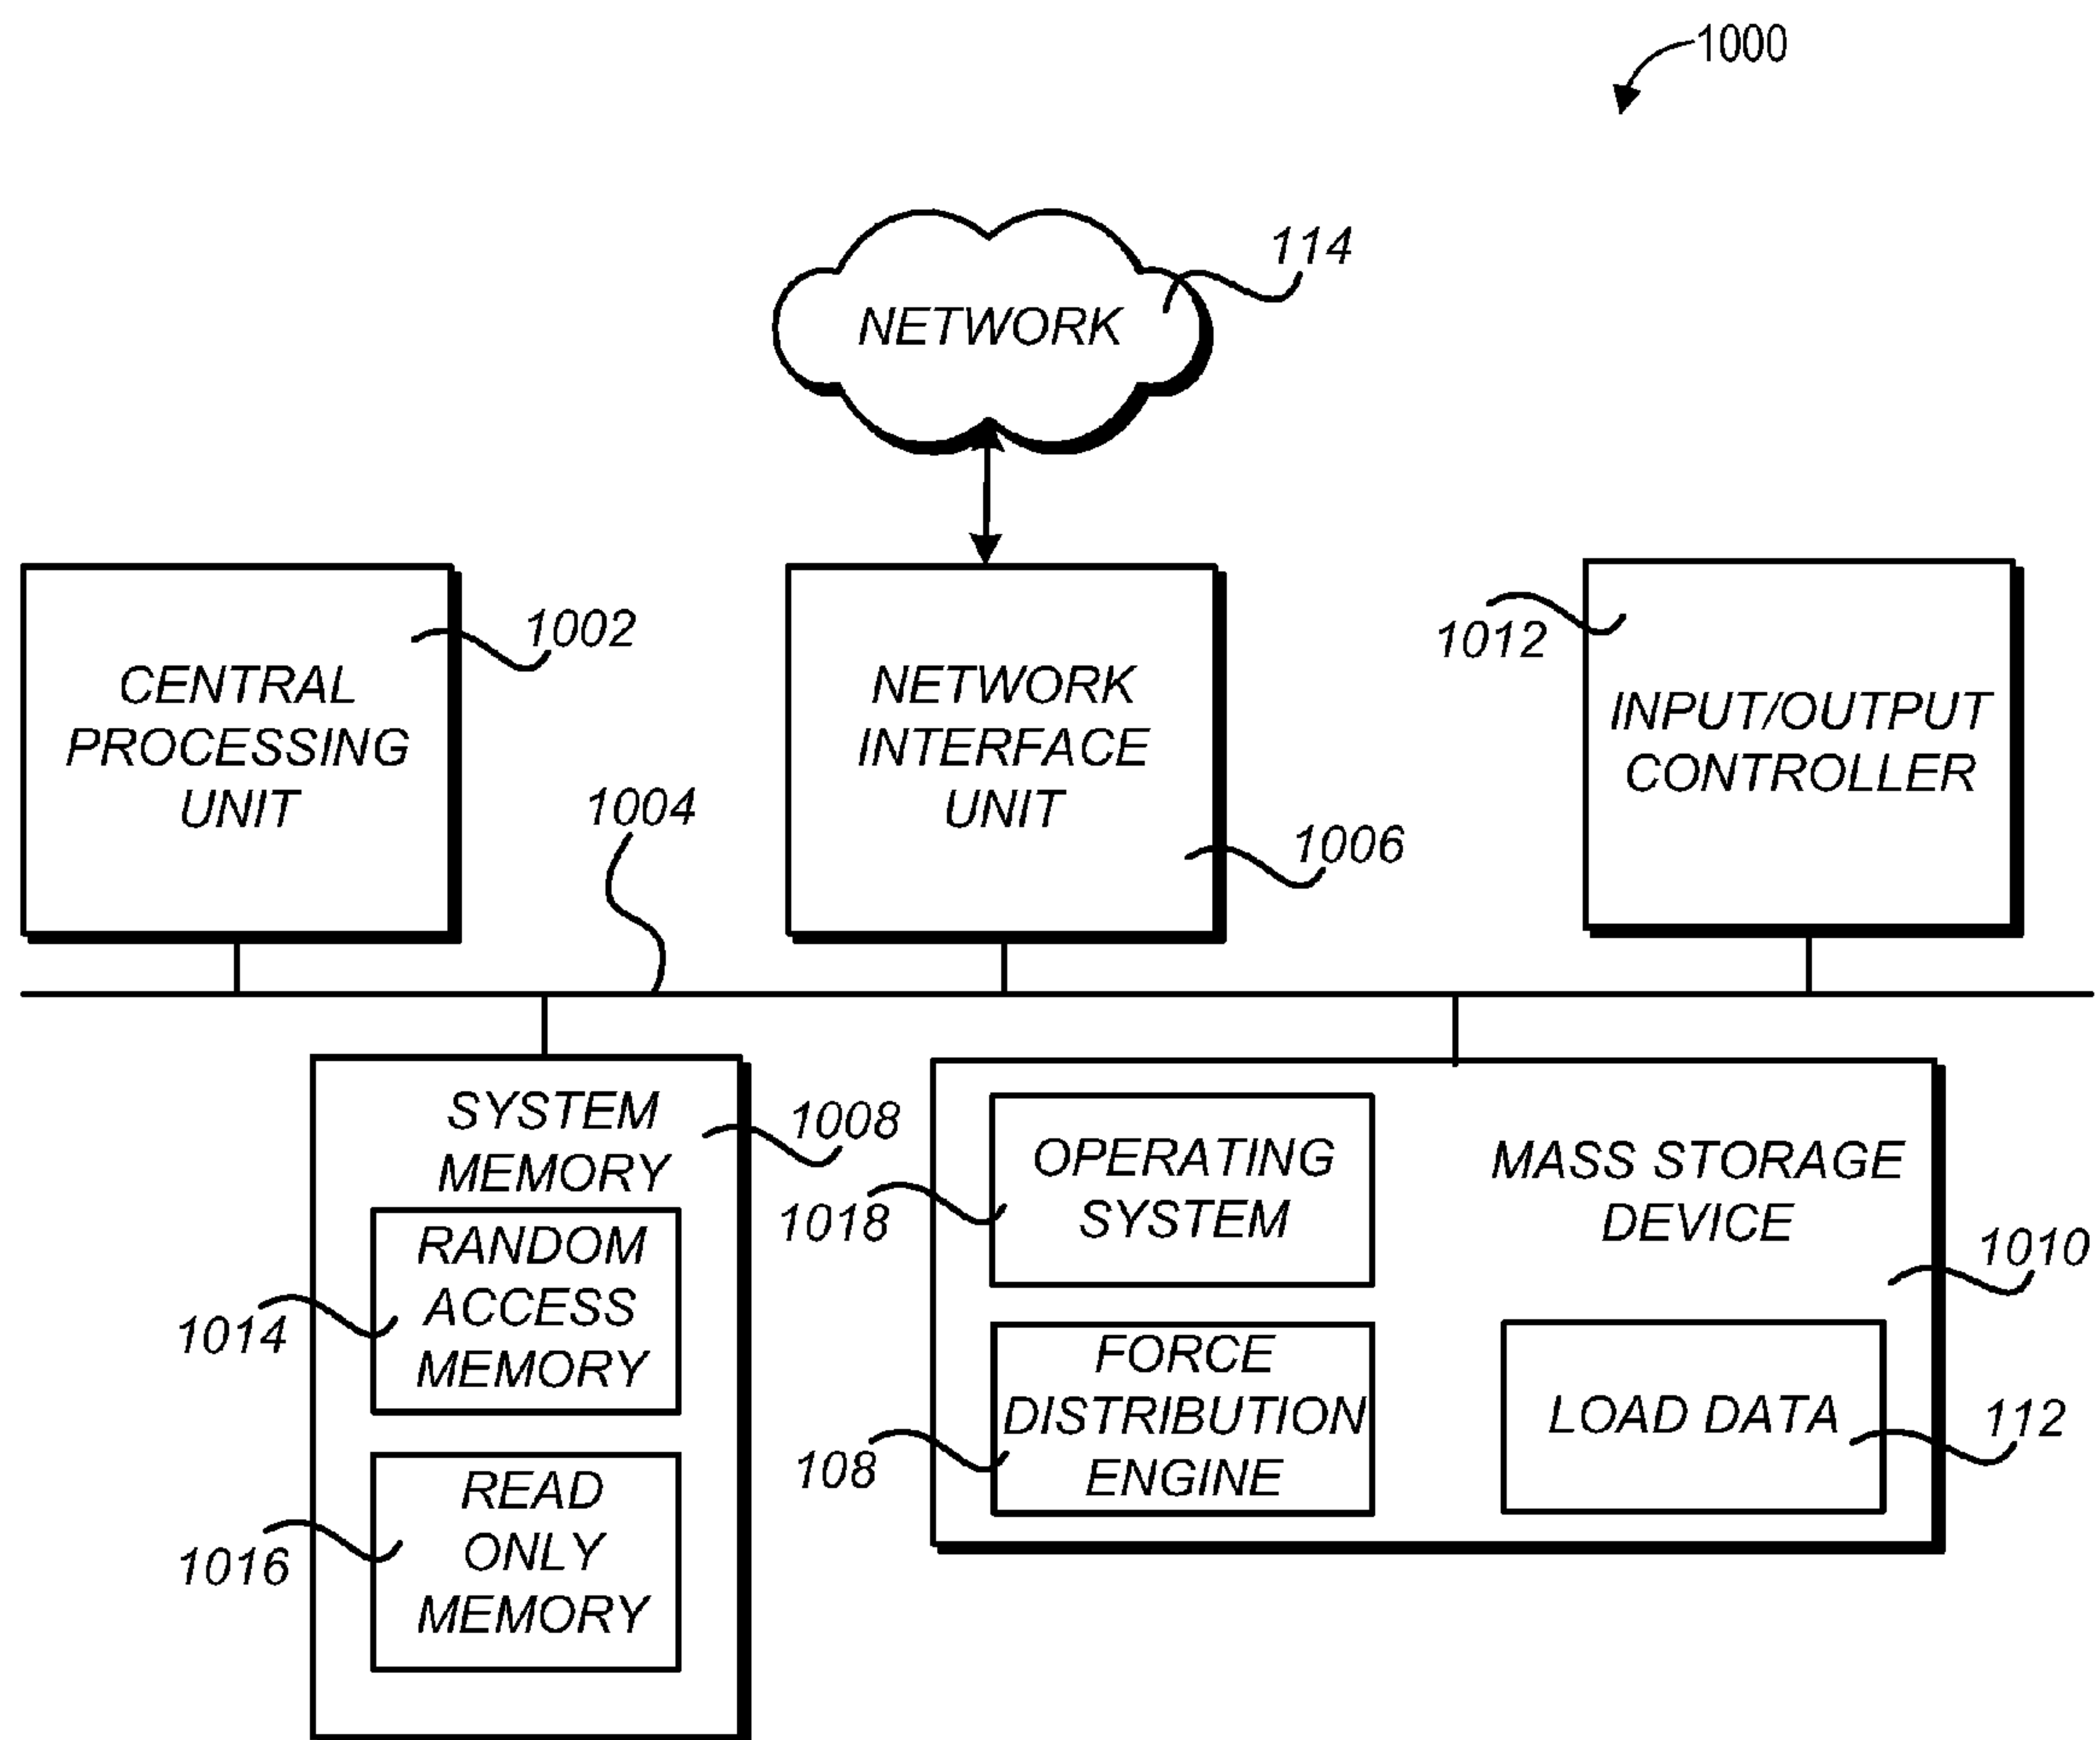 1000
114
NETWORK
1002
CENTRAL
PROCESSING
UNIT
NETWORK
INTERFACE
UNIT
1006
1012
INPUT/OUTPUT
CONTROLLER
1004
SYSTEM
MEMORY
1008
RANDOM
ACCESS
MEMORY
1014
READ
ONLY
MEMORY
1016
OPERATING
SYSTEM
1018
MASS STORAGE
DEVICE
1010
FORCE
DISTRIBUTION
ENGINE
108
LOAD DATA
112